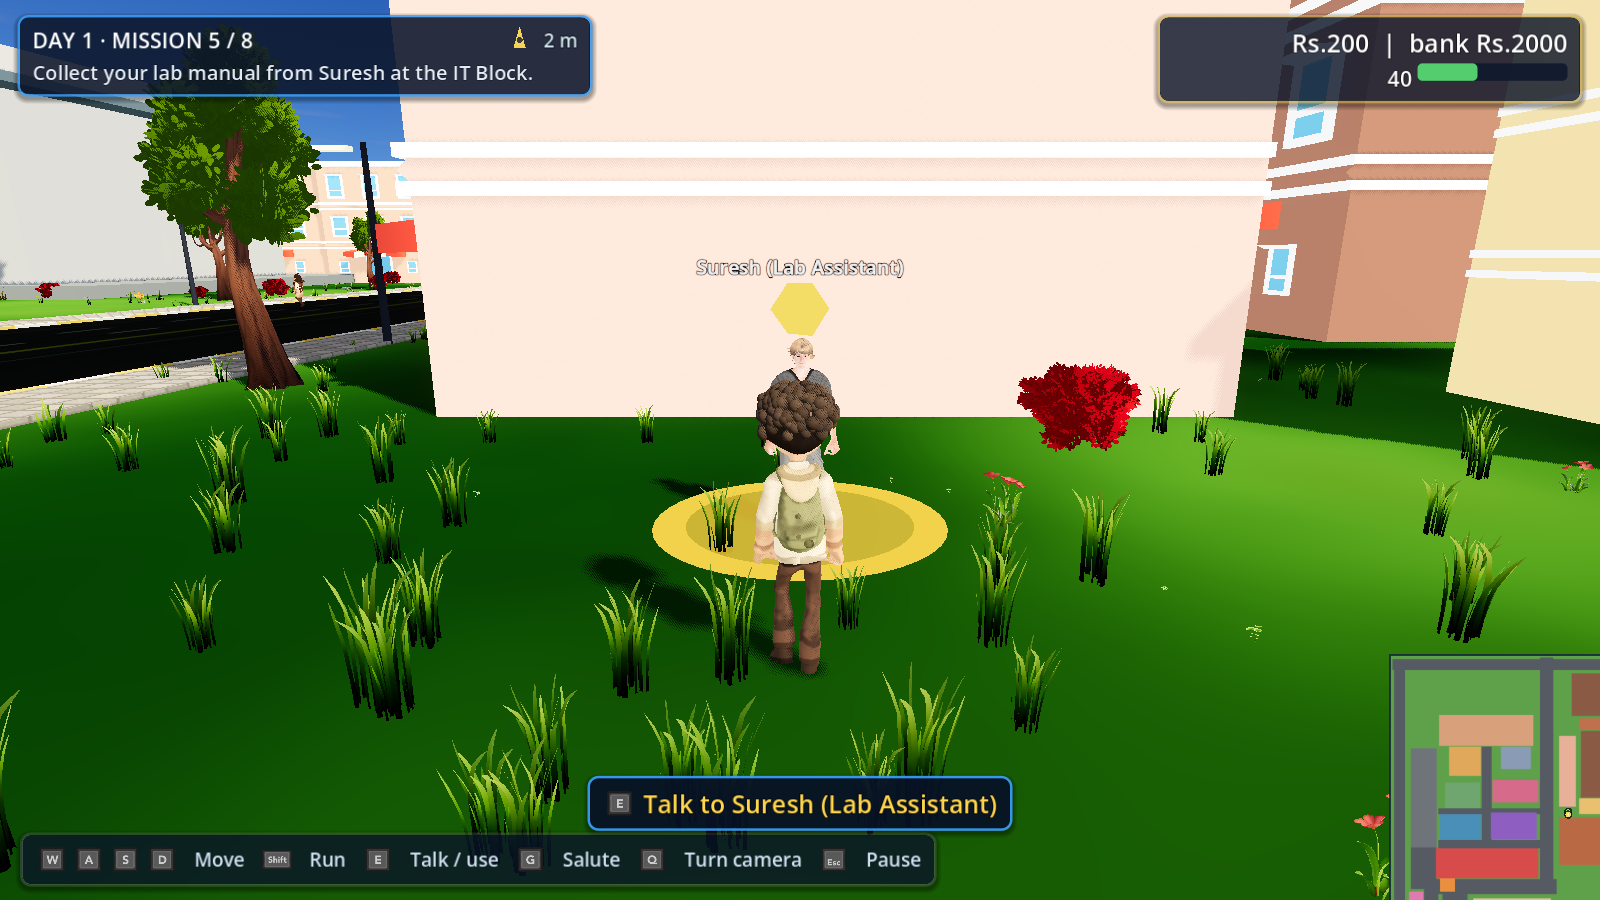 DAY 1 · MISSION 5 / 8
2 m
Collect your lab manual from Suresh at the IT Block.
Rs.200 | bank Rs.2000
40
Suresh (Lab Assistant)
E Talk to Suresh (Lab Assistant)
W A S D Move Shift Run E Talk / use G Salute Q Turn camera Esc Pause